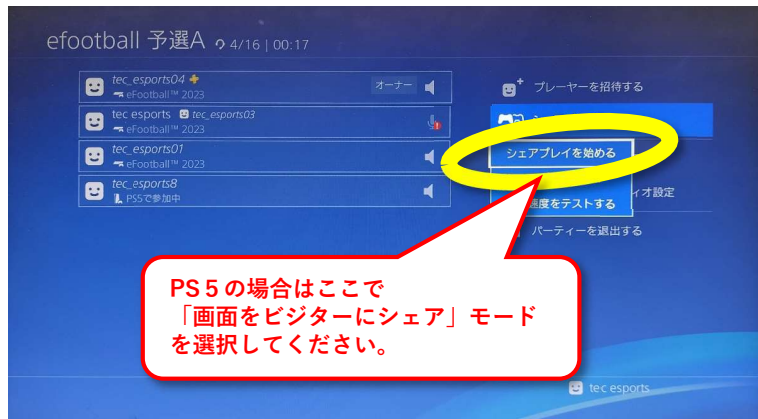 efootball 予選A 4/16 | 00:17
tec_esports04
eFootball™ 2023
オーナー
tec esports tec_esports03
eFootball™ 2023
tec_esports01
eFootball™ 2023
tec_esports8
PS5で参加中
プレーヤーを招待する
シェアプレイを始める
速度をテストする
ィオ設定
パーティーを退出する
PS５の場合はここで
「画面をビジターにシェア」モード
を選択してください。
tec esports